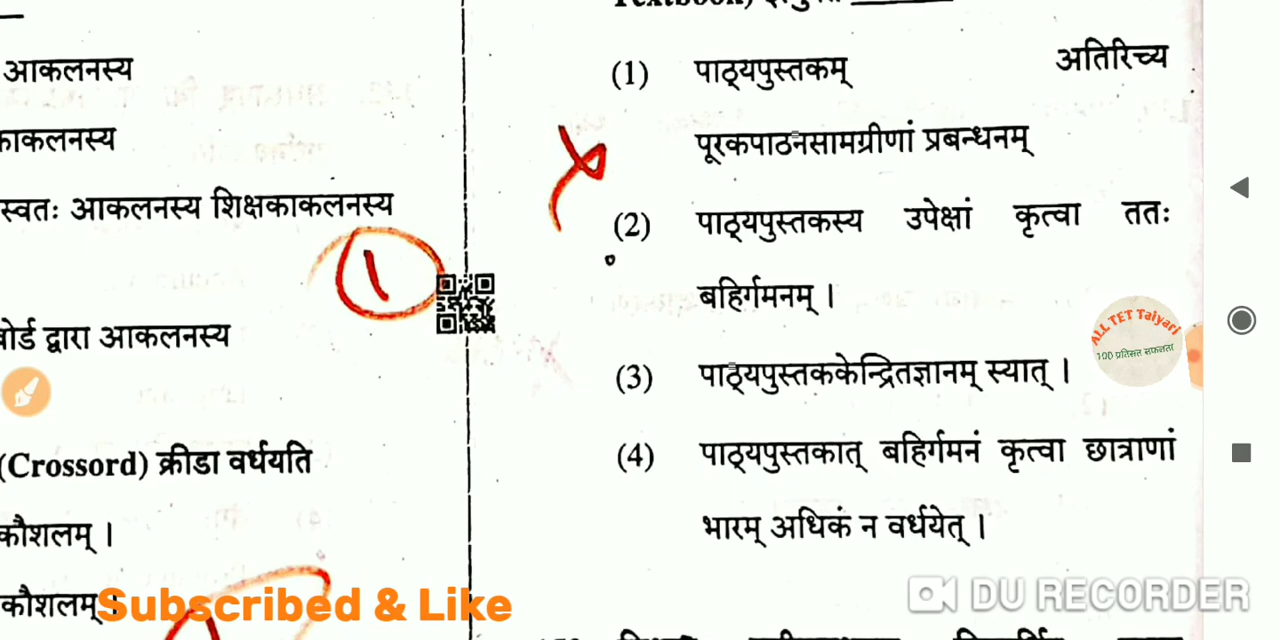 आकलनस्य
काकलनस्य
स्वतः आकलनस्य शिक्षकाकलनस्य
१
बोर्ड द्वारा आकलनस्य
(Crossord) क्रीडा वर्धयति
कौशलम् ।
कौशलम् ।
Subscribed & Like
(1) पाठ्यपुस्तकम् अतिरिच्य
पूरकपाठनसामग्रीणां प्रबन्धनम्
(2) पाठ्यपुस्तकस्य उपेक्षां कृत्वा ततः
बहिर्गमनम् ।
(3) पाठ्यपुस्तककेन्द्रितज्ञानम् स्यात् ।
(4) पाठ्यपुस्तकात् बहिर्गमनं कृत्वा छात्राणां
भारम् अधिकं न वर्धयेत् ।
ALL TET Taiyari
100 प्रतिसत सफलता
DU RECORDER